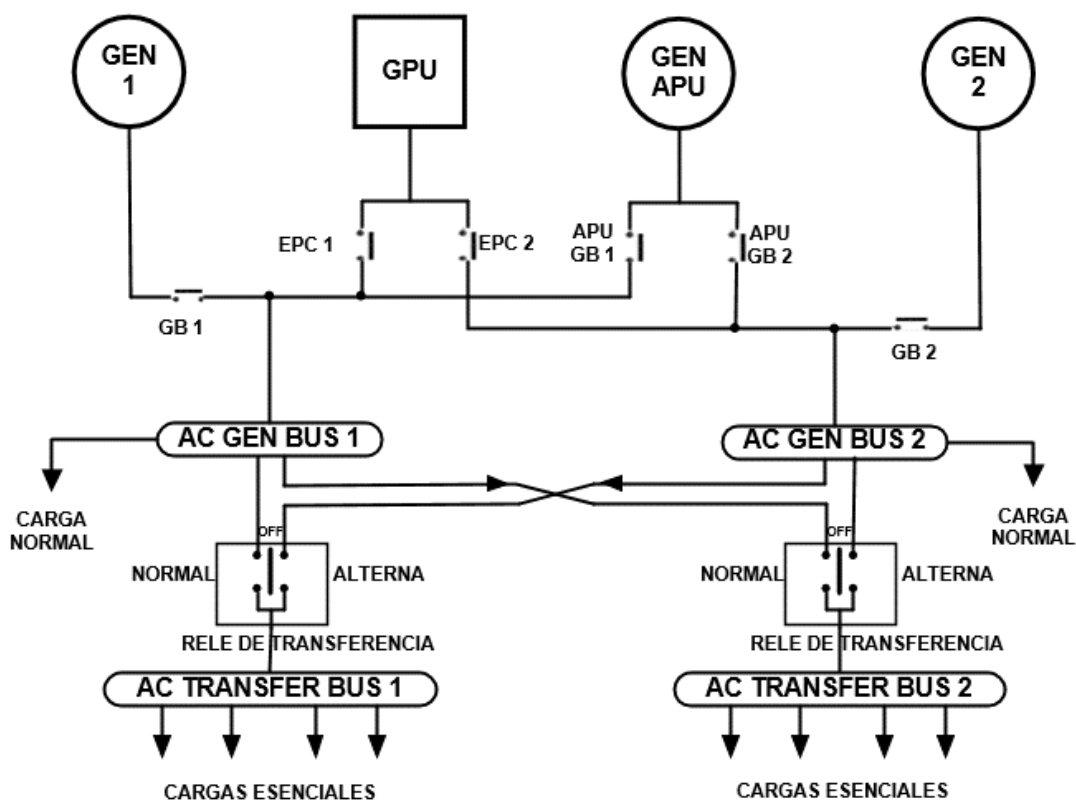 GEN
1
GPU
GEN
APU
GEN
2
EPC 1
EPC 2
APU
GB 1
APU
GB 2
GB 1
GB 2
AC GEN BUS 1
AC GEN BUS 2
CARGA
NORMAL
CARGA
NORMAL
OFF
NORMAL
ALTERNA
RELE DE TRANSFERENCIA
OFF
NORMAL
ALTERNA
RELE DE TRANSFERENCIA
AC TRANSFER BUS 1
AC TRANSFER BUS 2
CARGAS ESENCIALES
CARGAS ESENCIALES